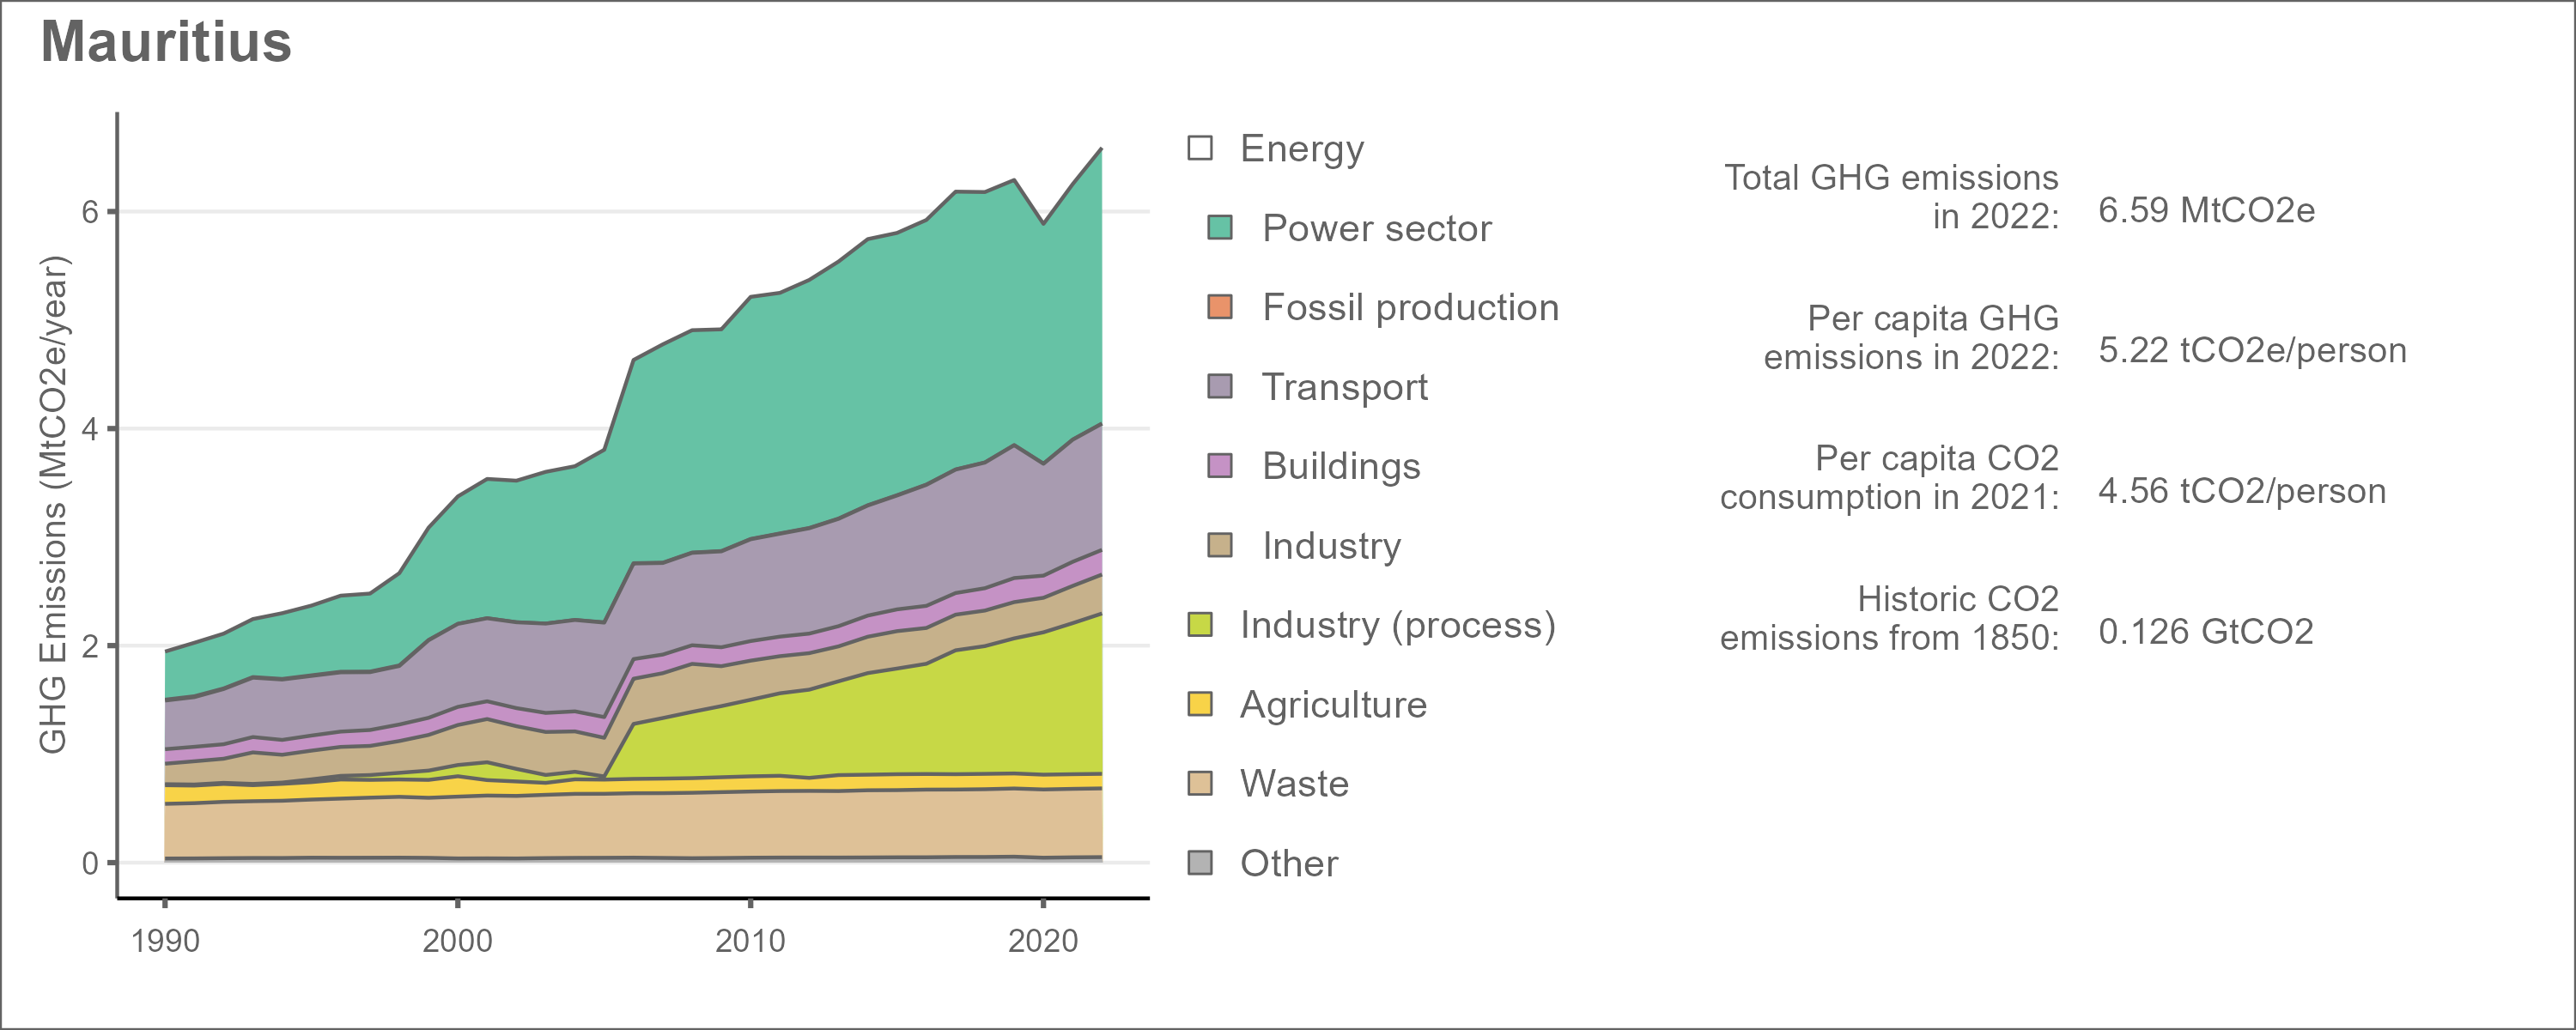 Mauritius
GHG Emissions (MtCO2e/year)
6
4
2
0
1990
2000
2010
2020
Energy
Power sector
Fossil production
Transport
Buildings
Industry
Industry (process)
Agriculture
Waste
Other
Total GHG emissions
in 2022:
6.59 MtCO2e
Per capita GHG
emissions in 2022:
5.22 tCO2e/person
Per capita CO2
consumption in 2021:
4.56 tCO2/person
Historic CO2
emissions from 1850:
0.126 GtCO2